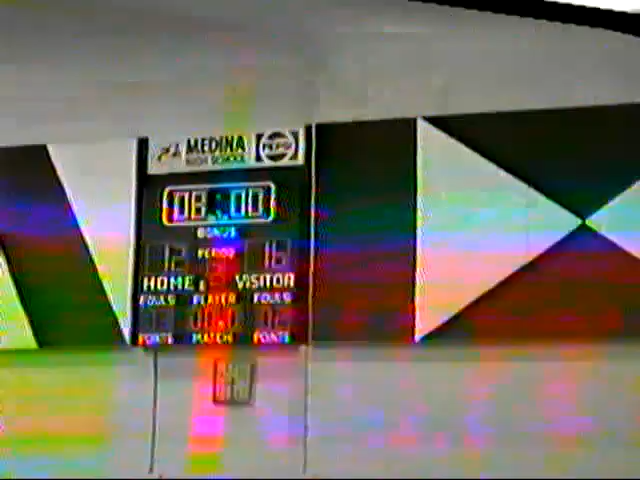 MEDINA
HIGH SCHOOL
PEPSI
08:00
BONUS
12 PERIOD 16
HOME VISITOR
FOULS PLAYER FOULS
POINTS MATCH POINTS